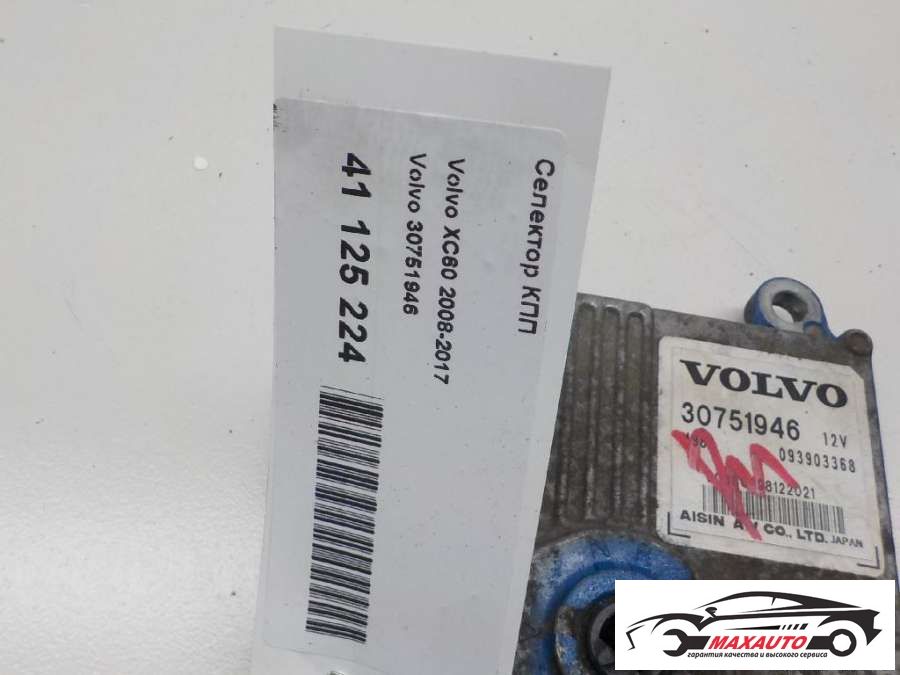 Селектор КПП
Volvo XC60 2008-2017
Volvo 30751946
41 125 224
VOLVO
30751946 12V
093903368
8122021
AISIN CO., LTD. JAPAN
MAXAUTO
гарантия качества и высокого сервиса